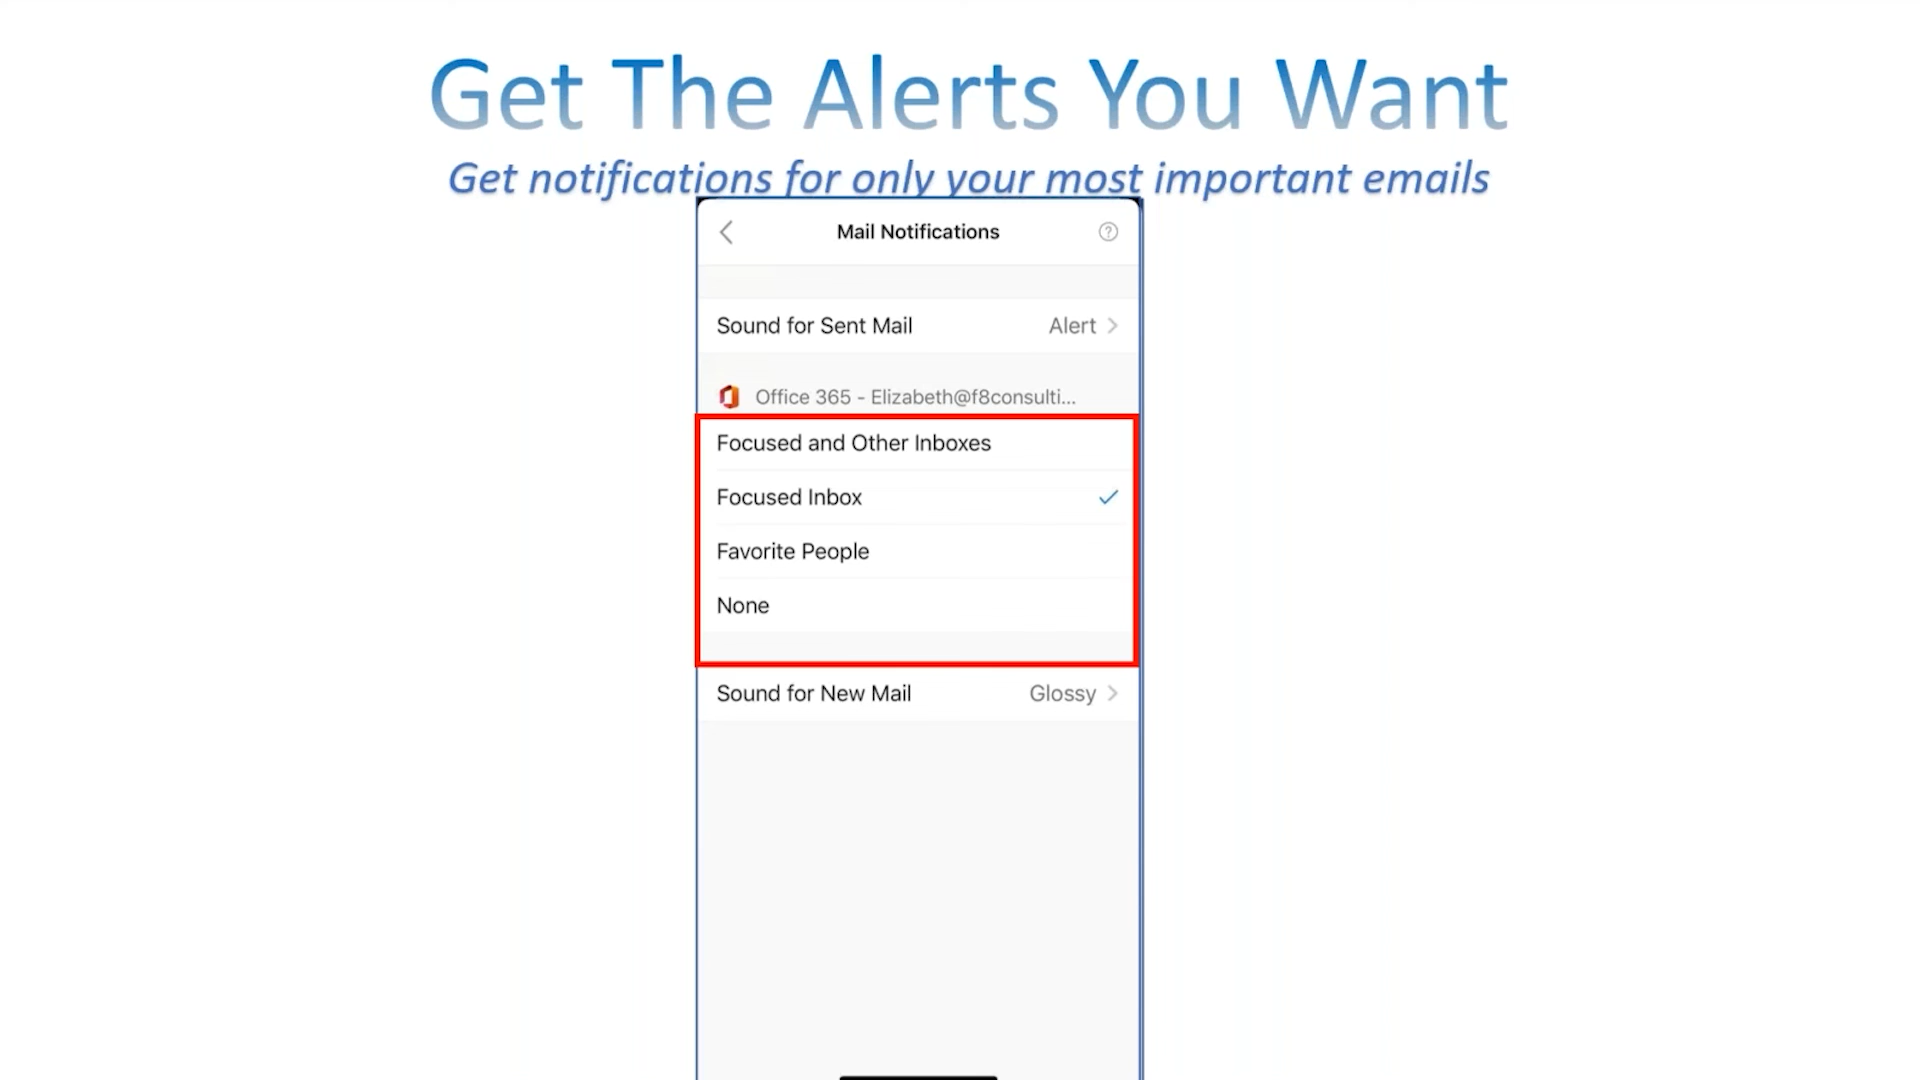 Get The Alerts You Want
Get notifications for only your most important emails
Mail Notifications
Sound for Sent Mail Alert
Office 365 - Elizabeth@f8consulti...
Focused and Other Inboxes
Focused Inbox
Favorite People
None
Sound for New Mail Glossy